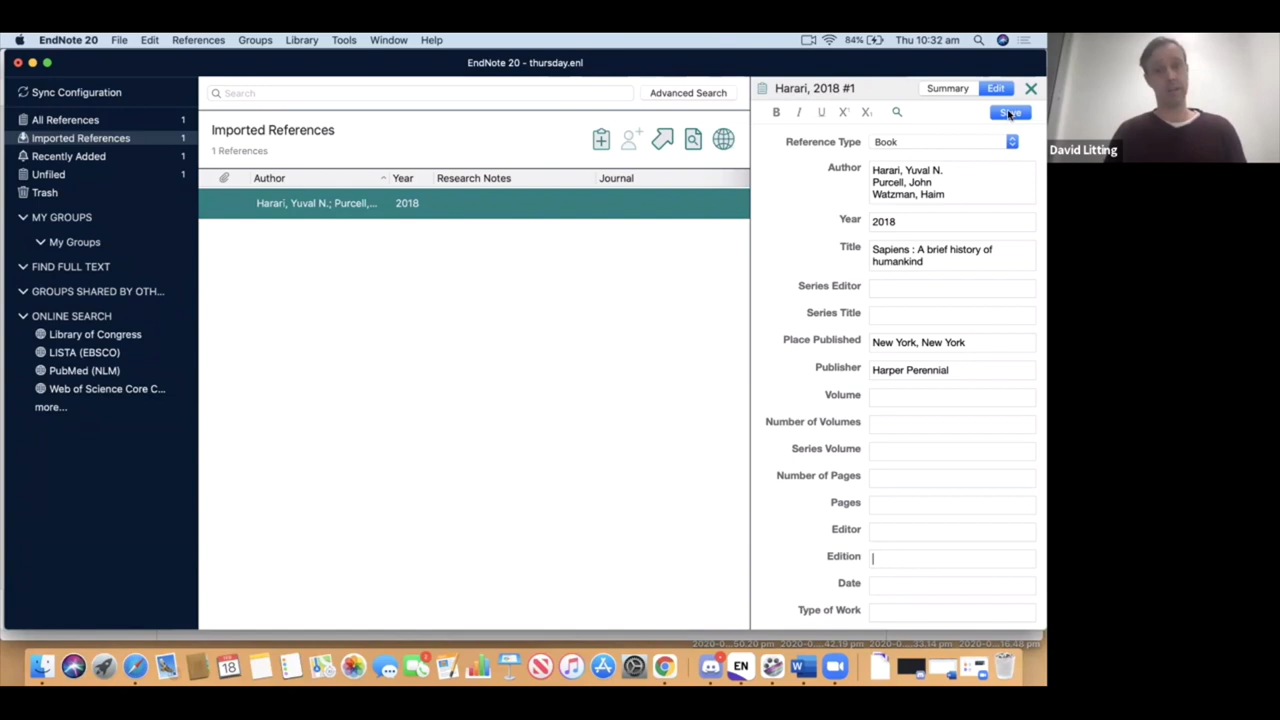 EndNote 20 File Edit References Groups Library Tools Window Help 84% Thu 10:32 am
EndNote 20 - thursday.enl
Sync Configuration
All References 1
Imported References 1
Recently Added 1
Unfiled 1
Trash
MY GROUPS
My Groups
FIND FULL TEXT
GROUPS SHARED BY OTH...
ONLINE SEARCH
Library of Congress
LISTA (EBSCO)
PubMed (NLM)
Web of Science Core C...
more...
Search Advanced Search
Imported References
1 References
Author Year Research Notes Journal
Harari, Yuval N.; Purcell,... 2018
Harari, 2018 #1 Summary Edit
B I U X¹ X₁ Save
Reference Type Book
Author Harari, Yuval N.
Purcell, John
Watzman, Haim
Year 2018
Title Sapiens : A brief history of
humankind
Series Editor
Series Title
Place Published New York, New York
Publisher Harper Perennial
Volume
Number of Volumes
Series Volume
Number of Pages
Pages
Editor
Edition
Date
Type of Work
David Litting
18
EN